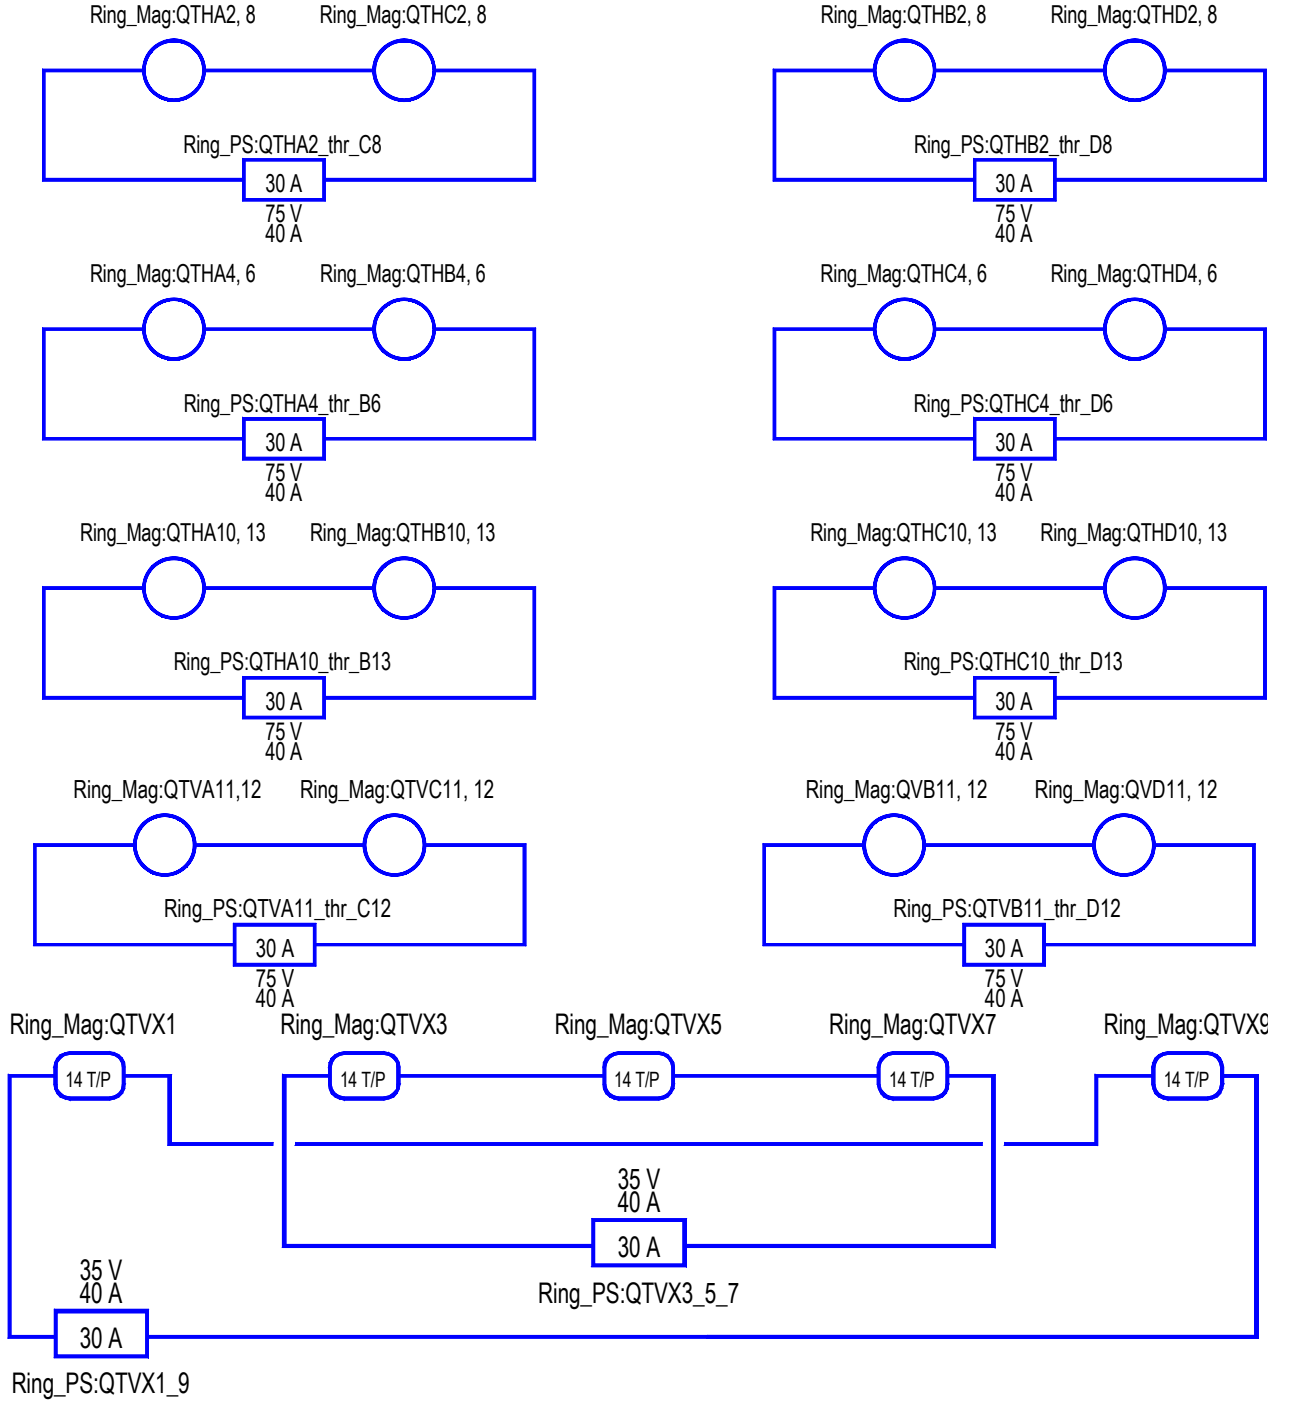 Ring_Mag:QTHA2, 8
Ring_Mag:QTHC2, 8
Ring_Mag:QTHB2, 8
Ring_Mag:QTHD2, 8
Ring_PS:QTHA2_thr_C8
30 A
75 V
40 A
Ring_PS:QTHB2_thr_D8
30 A
75 V
40 A
Ring_Mag:QTHA4, 6
Ring_Mag:QTHB4, 6
Ring_Mag:QTHC4, 6
Ring_Mag:QTHD4, 6
Ring_PS:QTHA4_thr_B6
30 A
75 V
40 A
Ring_PS:QTHC4_thr_D6
30 A
75 V
40 A
Ring_Mag:QTHA10, 13
Ring_Mag:QTHB10, 13
Ring_Mag:QTHC10, 13
Ring_Mag:QTHD10, 13
Ring_PS:QTHA10_thr_B13
30 A
75 V
40 A
Ring_PS:QTHC10_thr_D13
30 A
75 V
40 A
Ring_Mag:QTVA11,12
Ring_Mag:QTVC11, 12
Ring_Mag:QVB11, 12
Ring_Mag:QVD11, 12
Ring_PS:QTVA11_thr_C12
30 A
75 V
40 A
Ring_PS:QTVB11_thr_D12
30 A
75 V
40 A
Ring_Mag:QTVX1
Ring_Mag:QTVX3
Ring_Mag:QTVX5
Ring_Mag:QTVX7
Ring_Mag:QTVX9
14 T/P
14 T/P
14 T/P
14 T/P
14 T/P
35 V
40 A
30 A
Ring_PS:QTVX3_5_7
35 V
40 A
30 A
Ring_PS:QTVX1_9